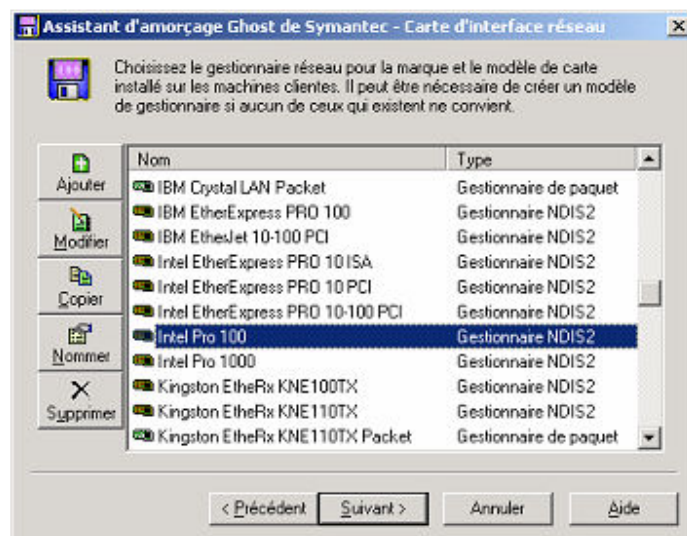 Assistant d'amorçage Ghost de Symantec - Carte d'interface réseau
Choisissez le gestionnaire réseau pour la marque et le modèle de carte
installé sur les machines clientes. Il peut être nécessaire de créer un modèle
de gestionnaire si aucun de ceux qui existent ne convient.
Ajouter
Modifier
Copier
Nommer
Supprimer
Nom Type
IBM Crystal LAN Packet Gestionnaire de paquet
IBM EtherExpress PRO 100 Gestionnaire NDIS2
IBM EtherJet 10-100 PCI Gestionnaire NDIS2
Intel EtherExpress PRO 10 ISA Gestionnaire NDIS2
Intel EtherExpress PRO 10 PCI Gestionnaire NDIS2
Intel EtherExpress PRO 10-100 PCI Gestionnaire NDIS2
Intel Pro 100 Gestionnaire NDIS2
Intel Pro 1000 Gestionnaire NDIS2
Kingston EtheRx KNE100TX Gestionnaire NDIS2
Kingston EtheRx KNE110TX Gestionnaire NDIS2
Kingston EtheRx KNE110TX Packet Gestionnaire de paquet
< Précédent Suivant > Annuler Aide